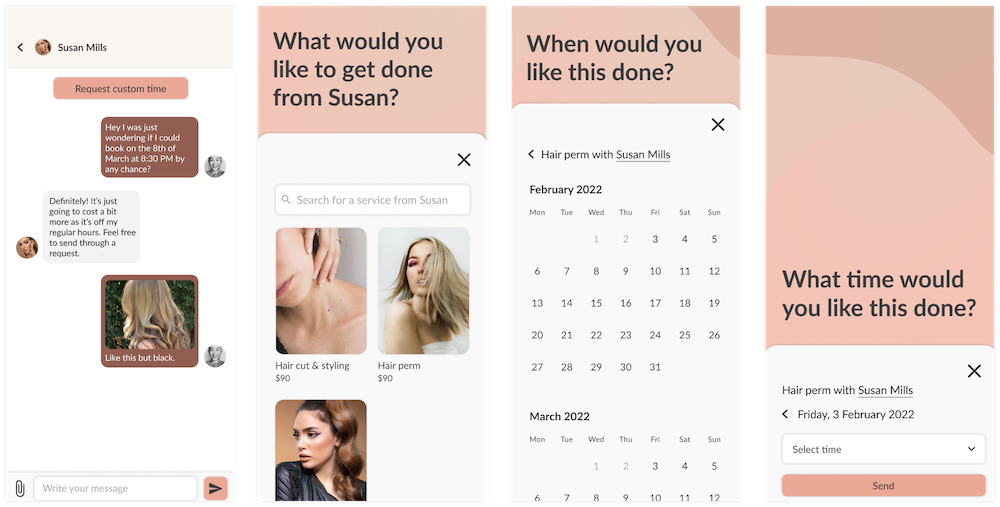 Susan Mills
Request custom time
Hey I was just
wondering if I could
book on the 8th of
March at 8:30 PM by
any chance?
Definitely! It's just
going to cost a bit
more as it's off my
regular hours. Feel free
to send through a
request.
Like this but black.
Write your message
What would you
like to get done
from Susan?
Search for a service from Susan
Hair cut & styling
$90
Hair perm
$90
When would you
like this done?
Hair perm with Susan Mills
February 2022
Mon Tue Wed Thu Fri Sat Sun
1 2 3 4 5
6 7 8 9 10 11 12
13 14 15 16 17 18 19
20 21 22 23 24 25 26
27 28 29 30 31
March 2022
Mon Tue Wed Thu Fri Sat Sun
1 2 3 4 5
6 7 8 9 10 11 12
What time would
you like this done?
Hair perm with Susan Mills
Friday, 3 February 2022
Select time
Send